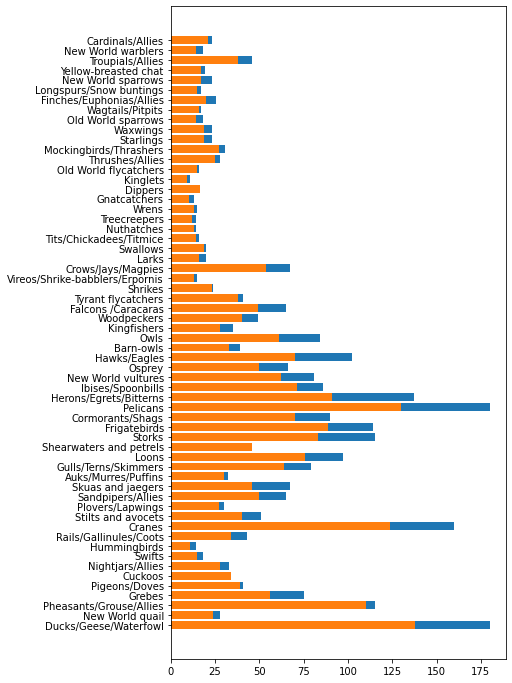 Cardinals/Allies
New World warblers
Troupials/Allies
Yellow-breasted chat
New World sparrows
Longspurs/Snow buntings
Finches/Euphonias/Allies
Wagtails/Pitpits
Old World sparrows
Waxwings
Starlings
Mockingbirds/Thrashers
Thrushes/Allies
Old World flycatchers
Kinglets
Dippers
Gnatcatchers
Wrens
Treecreepers
Nuthatches
Tits/Chickadees/Titmice
Swallows
Larks
Crows/Jays/Magpies
Vireos/Shrike-babblers/Erpornis
Shrikes
Tyrant flycatchers
Falcons /Caracaras
Woodpeckers
Kingfishers
Owls
Barn-owls
Hawks/Eagles
Osprey
New World vultures
Ibises/Spoonbills
Herons/Egrets/Bitterns
Pelicans
Cormorants/Shags
Frigatebirds
Storks
Shearwaters and petrels
Loons
Gulls/Terns/Skimmers
Auks/Murres/Puffins
Skuas and jaegers
Sandpipers/Allies
Plovers/Lapwings
Stilts and avocets
Cranes
Rails/Gallinules/Coots
Hummingbirds
Swifts
Nightjars/Allies
Cuckoos
Pigeons/Doves
Grebes
Pheasants/Grouse/Allies
New World quail
Ducks/Geese/Waterfowl
0 25 50 75 100 125 150 175